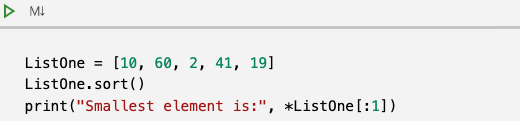 M↓
ListOne = [10, 60, 2, 41, 19]
ListOne.sort()
print("Smallest element is:", *ListOne[:1])